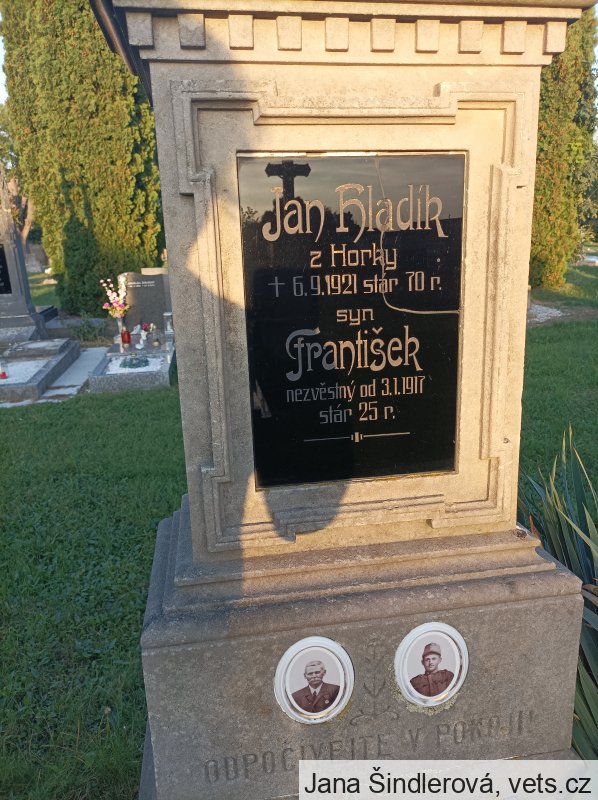 Jan Hladík
z Horky
† 6.9.1921 stár 70 r.
syn
František
nezvěstný od 3.1.1917
stár 25 r.
ODPOČÍVEJTE V POKOJI!
Jana Šindlerová, vets.cz